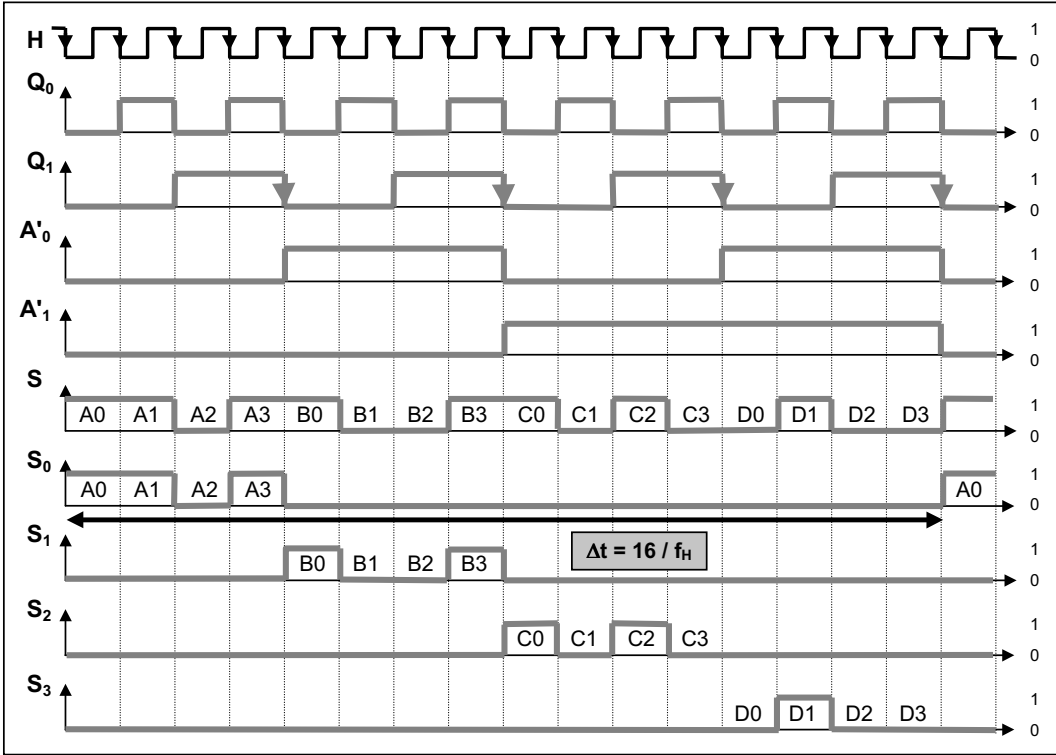 H 1
0
Q0 1
0
Q1 1
0
A'0 1
0
A'1 1
0
S 1
A0 A1 A2 A3 B0 B1 B2 B3 C0 C1 C2 C3 D0 D1 D2 D3 0
S0 1
A0 A1 A2 A3 A0 0
S1 Δt = 16 / fH 1
B0 B1 B2 B3 0
S2 1
C0 C1 C2 C3 0
S3 1
D0 D1 D2 D3 0